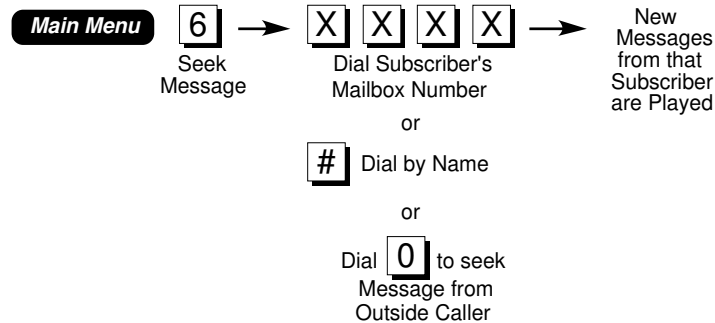 Main Menu 6 X X X X New
Messages
from that
Subscriber
are Played
Seek
Message
Dial Subscriber's
Mailbox Number
or
# Dial by Name
or
Dial 0 to seek
Message from
Outside Caller